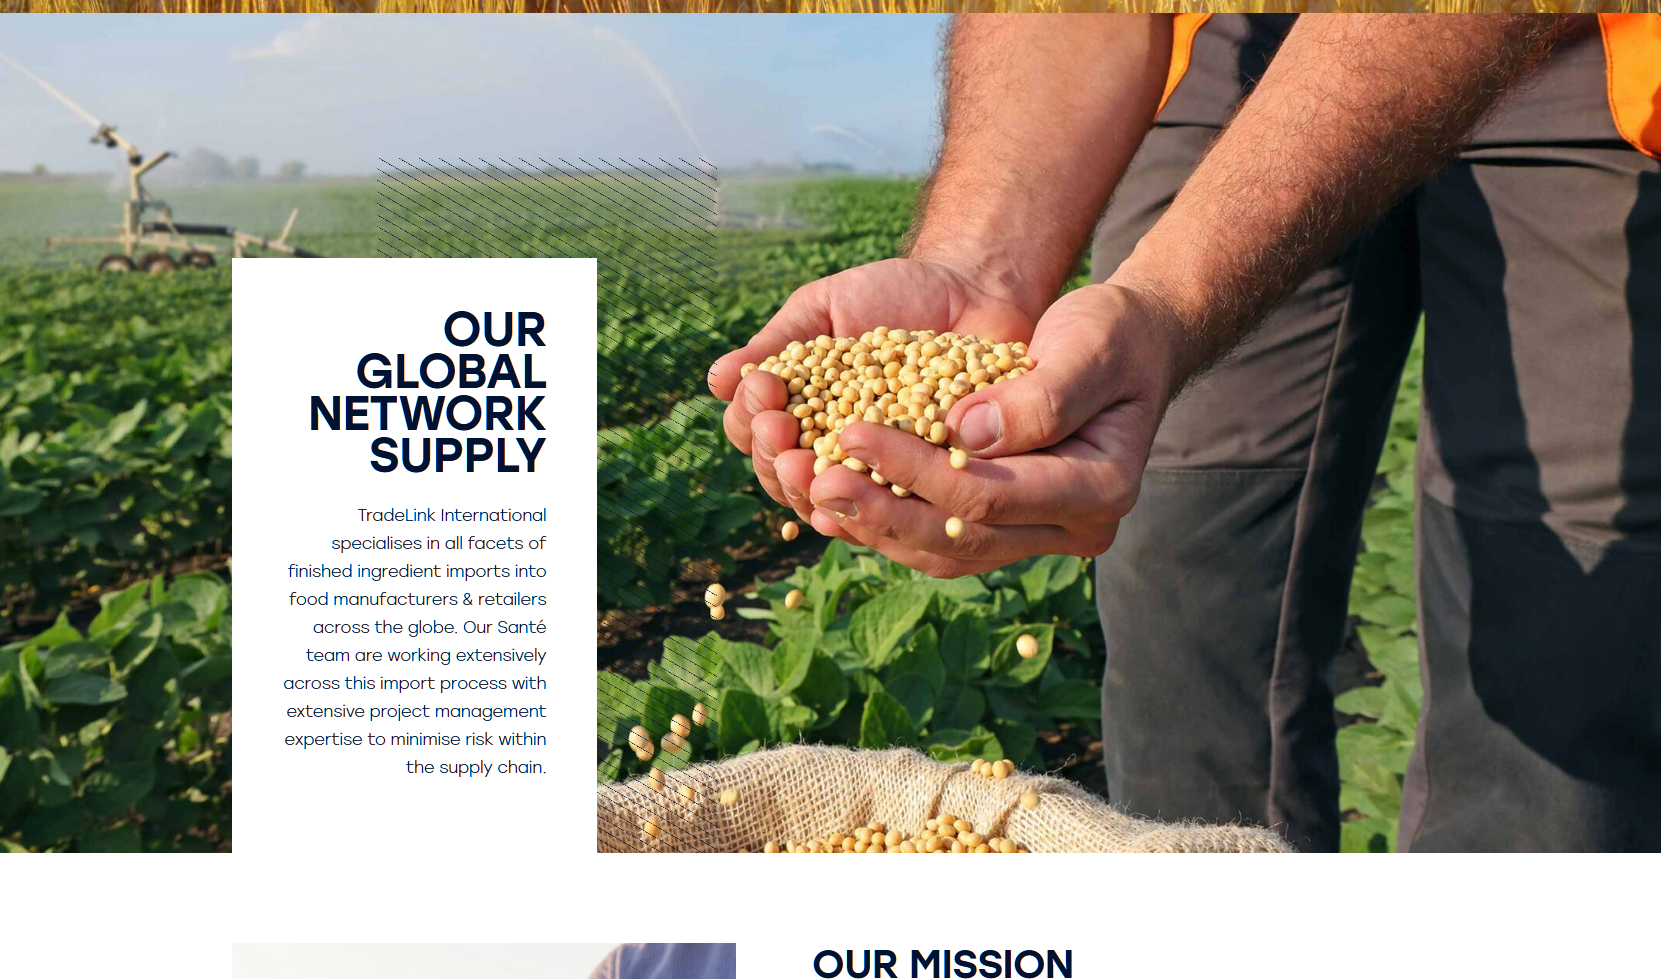 OUR
GLOBAL
NETWORK
SUPPLY
TradeLink International
specialises in all facets of
finished ingredient imports into
food manufacturers & retailers
across the globe. Our Santé
team are working extensively
across this import process with
extensive project management
expertise to minimise risk within
the supply chain.
OUR MISSION